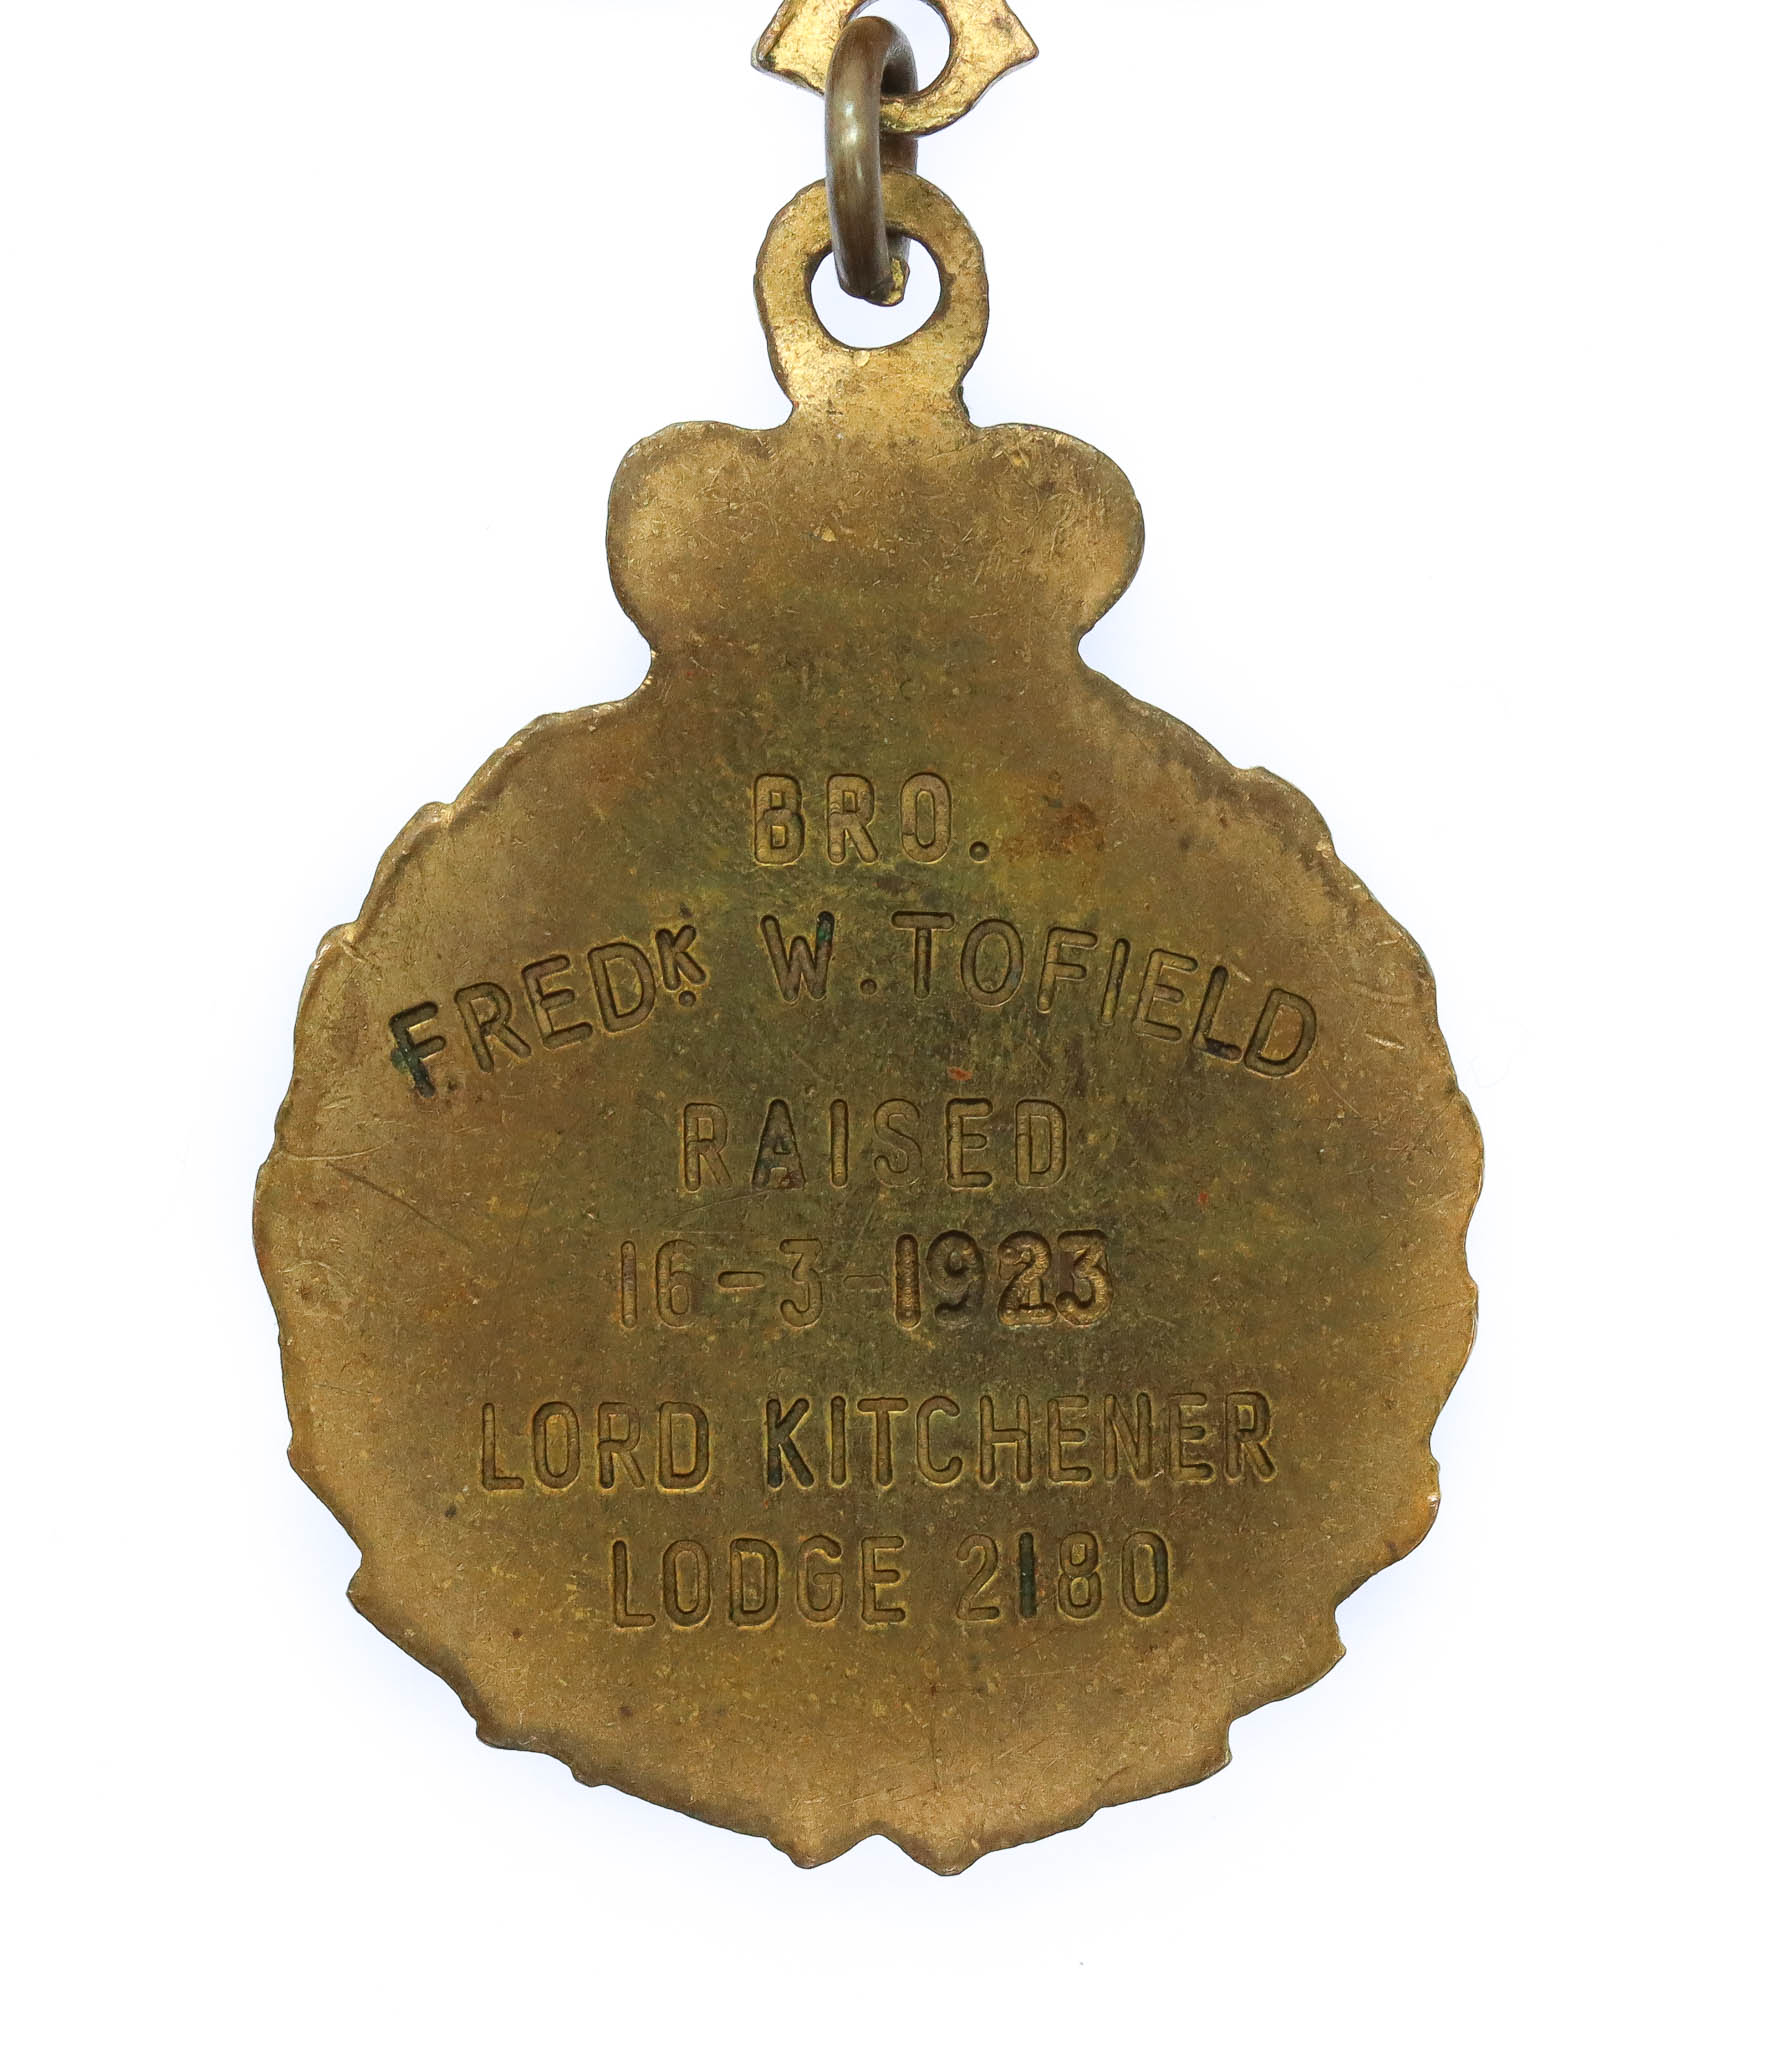 BRO.
FREDK. W. TOFIELD
RAISED
16-3-1923
LORD KITCHENER
LODGE 2180